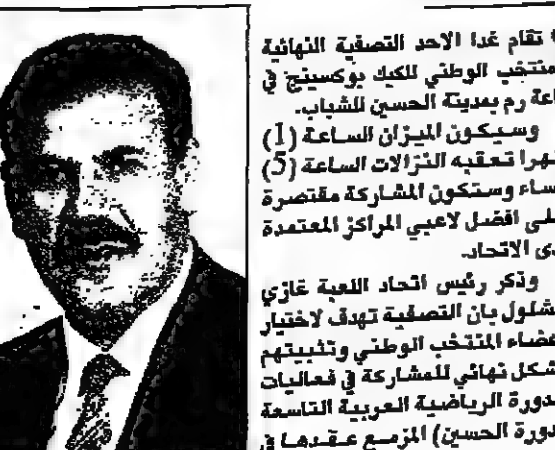 تقام غدا الاحد التصفية النهائية
لمنتخب الوطني للكيك بوكسينج في
رم بمدينة الحسين للشباب.
وسيكون الميزان الساعة (1)
ظهرا تعقبه النزالات الساعة (5)
مساء وستكون المشاركة مقتصرة
على افضل لاعبي المراكز المعتمدة
لدى الاتحاد.
وذكر رئيس اتحاد اللعبة غازي
بان التصفية تهدف لاختيار
اعضاء المنتخب الوطني وتثبيتهم
بشكل نهائي للمشاركة في فعاليات
الدورة الرياضية العربية التاسعة
(دورة الحسين) المزمع عقدها في